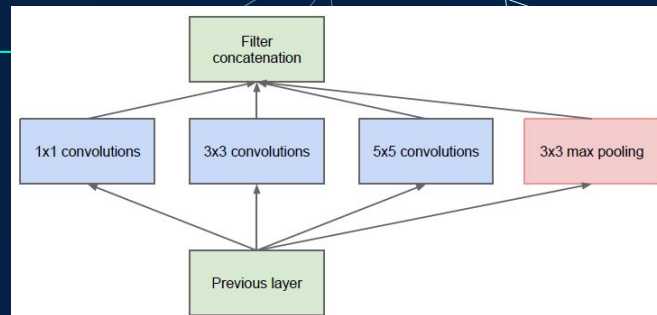 Filter
concatenation
1x1 convolutions
3x3 convolutions
5x5 convolutions
3x3 max pooling
Previous layer